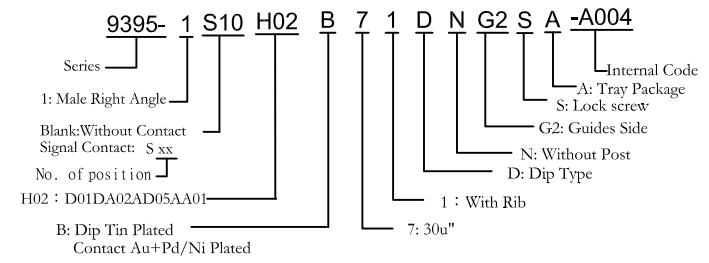 9395- 1 S10 H02 B 7 1 D N G2 S A -A004
Series
Internal Code
A: Tray Package
1: Male Right Angle
S: Lock screw
Blank:Without Contact
G2: Guides Side
Signal Contact: S xx
N: Without Post
No. of position
D: Dip Type
H02：D01DA02AD05AA01
1：With Rib
B: Dip Tin Plated
7: 30u"
Contact Au+Pd/Ni Plated